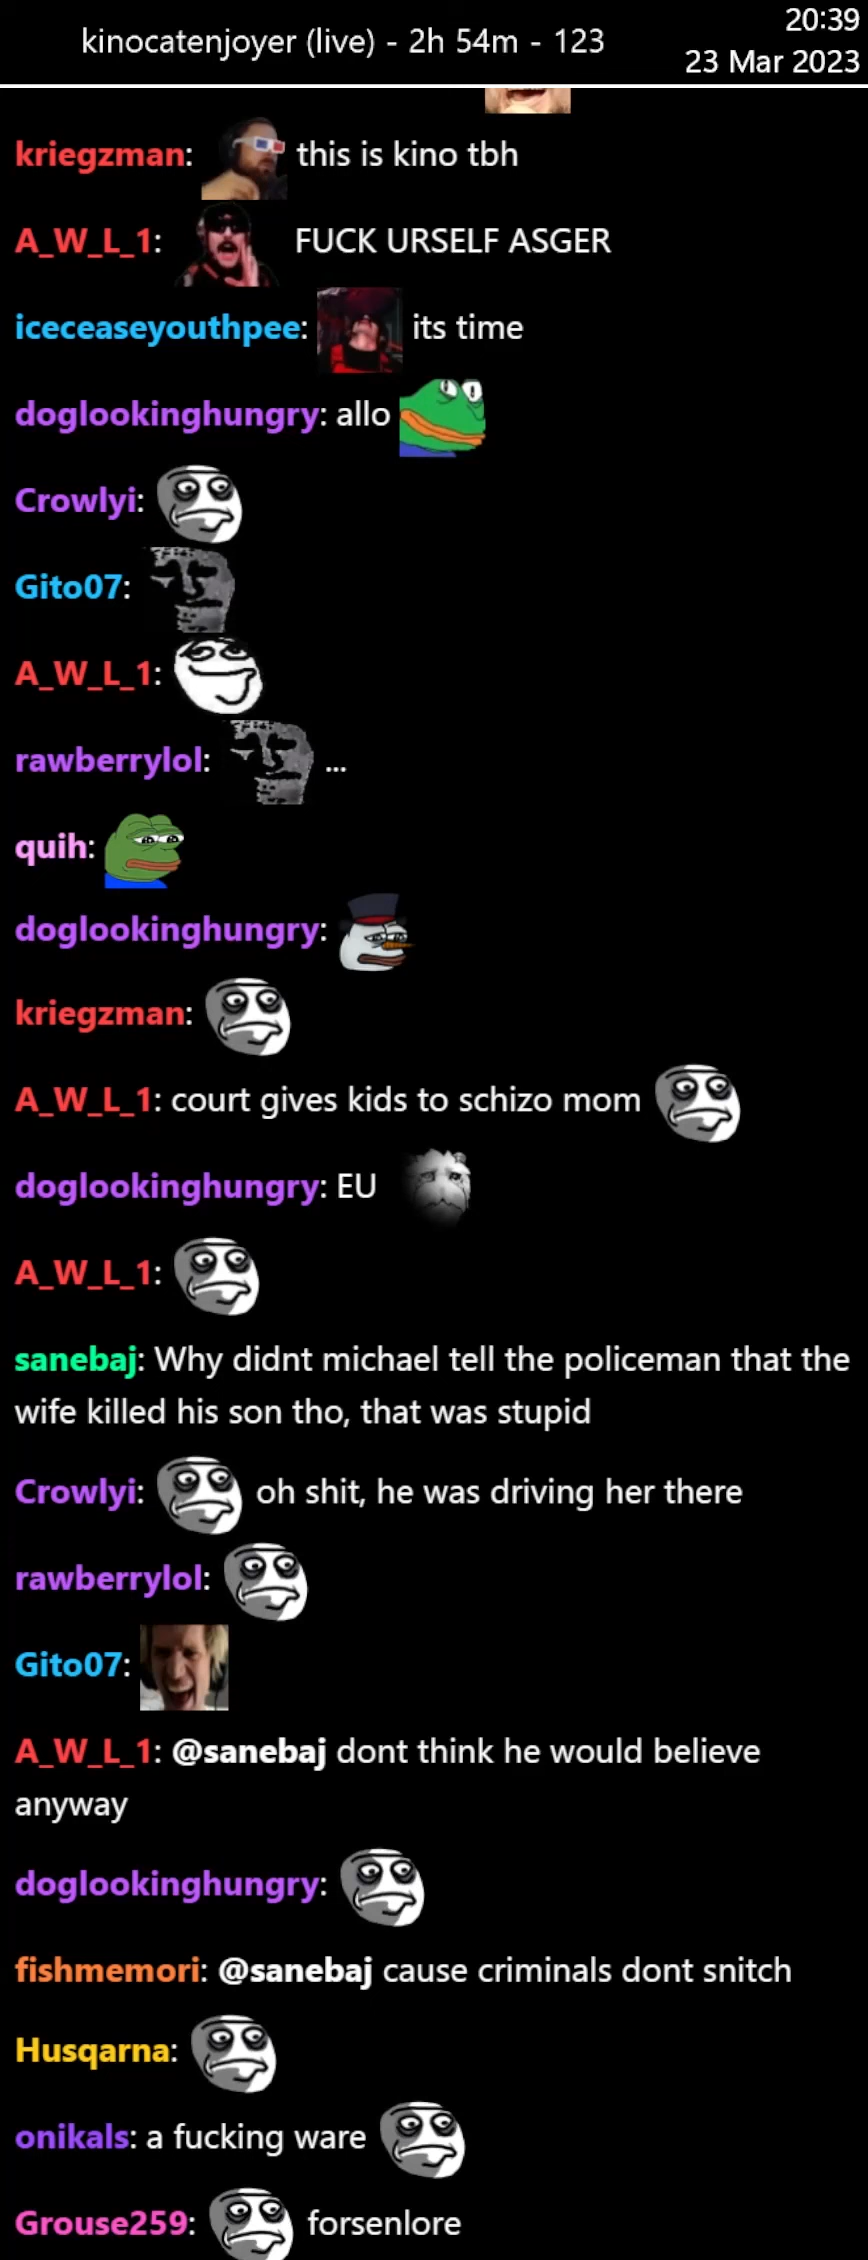 kinocatenjoyer (live) - 2h 54m - 123
20:39
23 Mar 2023
kriegzman: this is kino tbh
A_W_L_1: FUCK URSELF ASGER
iceceaseyouthpee: its time
doglookinghungry: allo
Crowlyi:
Gito07:
A_W_L_1:
rawberrylol: ...
quih:
doglookinghungry:
kriegzman:
A_W_L_1: court gives kids to schizo mom
doglookinghungry: EU
A_W_L_1:
sanebaj: Why didnt michael tell the policeman that the
wife killed his son tho, that was stupid
Crowlyi: oh shit, he was driving her there
rawberrylol:
Gito07:
A_W_L_1: @sanebaj dont think he would believe
anyway
doglookinghungry:
fishmemori: @sanebaj cause criminals dont snitch
Husqarna:
onikals: a fucking ware
Grouse259: forsenlore